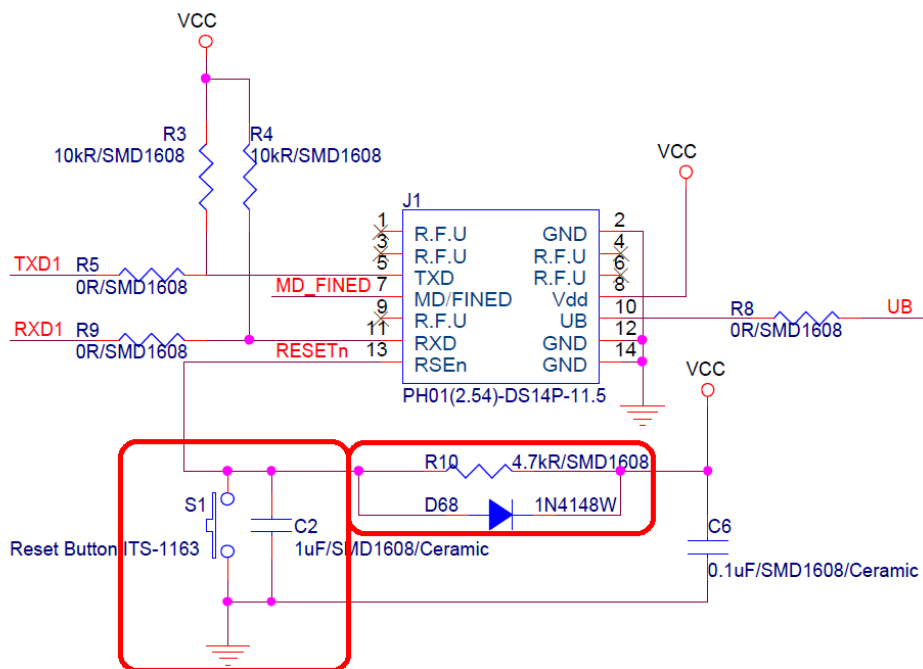 VCC
R3
R4
10kR/SMD1608
10kR/SMD1608
VCC
J1
1
R.F.U
GND
2
3
R.F.U
R.F.U
4
TXD1
R5
5
TXD
R.F.U
6
0R/SMD1608
MD_FINED
7
MD/FINED
Vdd
8
9
R.F.U
UB
10
R8
UB
0R/SMD1608
RXD1
R9
11
RXD
GND
12
0R/SMD1608
RESETn
13
RSEn
GND
14
PH01(2.54)-DS14P-11.5
VCC
R10
4.7kR/SMD1608
D68
1N4148W
S1
C2
Reset Button ITS-1163
1uF/SMD1608/Ceramic
C6
0.1uF/SMD1608/Ceramic